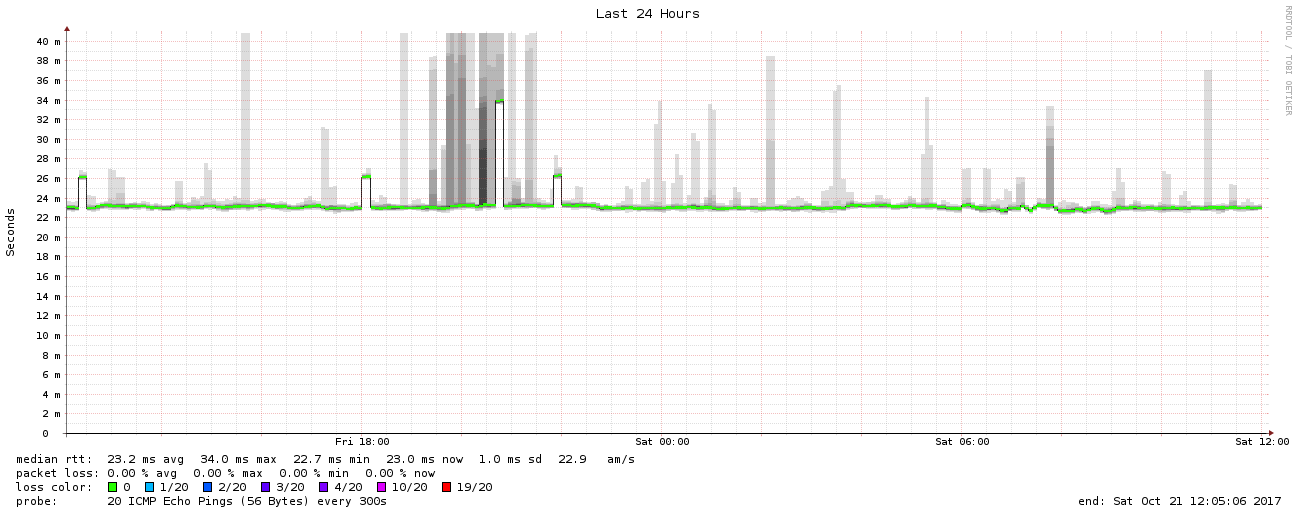 Last 24 Hours
RRDTOOL / TOBI OETIKER
Seconds
40 m
38 m
36 m
34 m
32 m
30 m
28 m
26 m
24 m
22 m
20 m
18 m
16 m
14 m
12 m
10 m
8 m
6 m
4 m
2 m
0
Fri 18:00 Sat 00:00 Sat 06:00 Sat 12:00
median rtt: 23.2 ms avg 34.0 ms max 22.7 ms min 23.0 ms now 1.0 ms sd 22.9 am/s
packet loss: 0.00 % avg 0.00 % max 0.00 % min 0.00 % now
loss color: 0 1/20 2/20 3/20 4/20 10/20 19/20
probe: 20 ICMP Echo Pings (56 Bytes) every 300s end: Sat Oct 21 12:05:06 2017